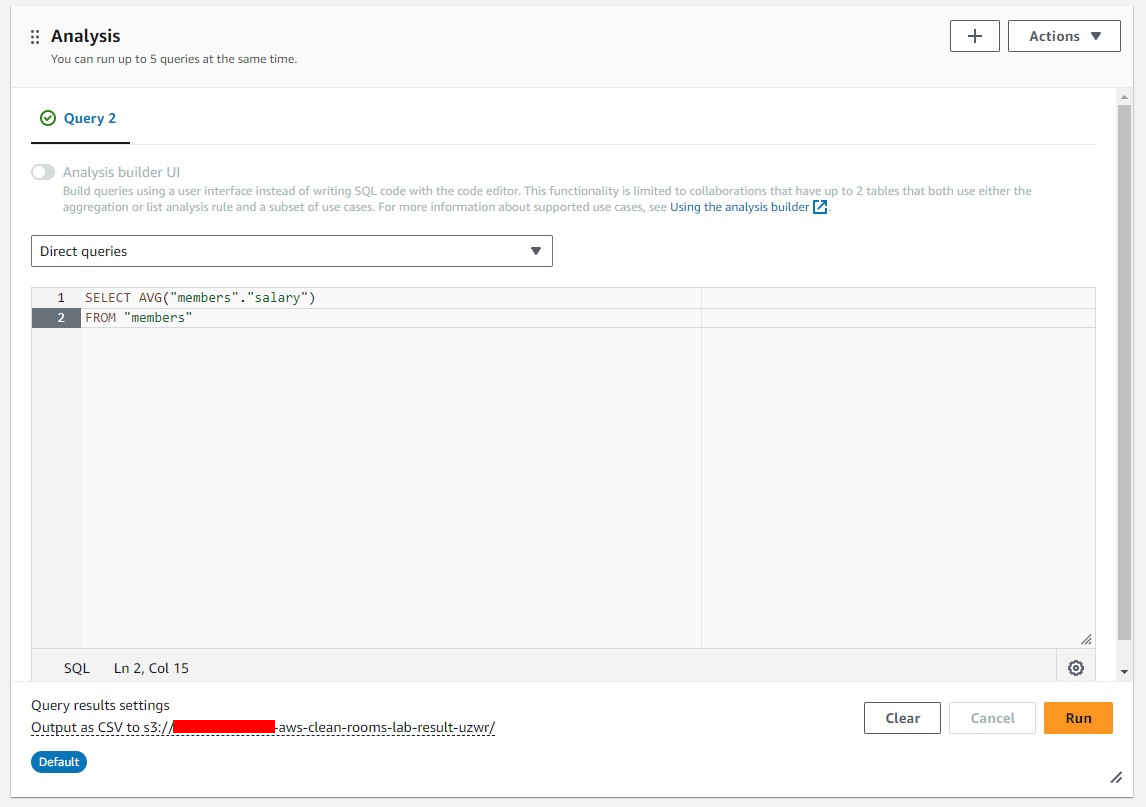 Analysis
You can run up to 5 queries at the same time.
Actions
Query 2
Analysis builder UI
Build queries using a user interface instead of writing SQL code with the code editor. This functionality is limited to collaborations that have up to 2 tables that both use either the
aggregation or list analysis rule and a subset of use cases. For more information about supported use cases, see Using the analysis builder.
Direct queries
1 SELECT AVG("members"."salary")
2 FROM "members"
SQL Ln 2, Col 15
Query results settings
Output as CSV to s3://-aws-clean-rooms-lab-result-uzwr/
Clear Cancel Run
Default